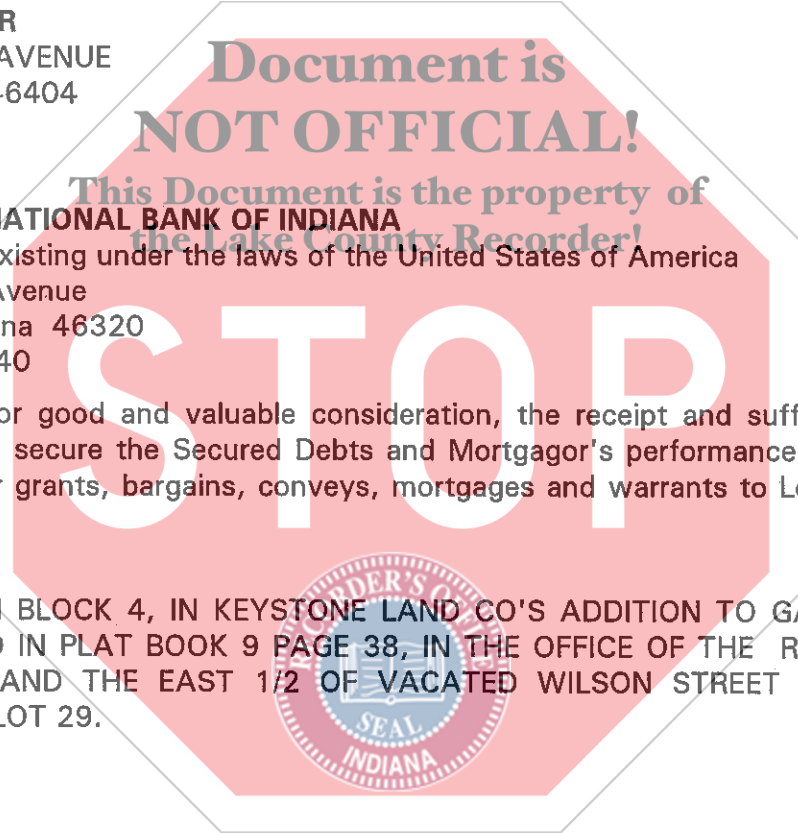 R
AVENUE
-6404
Document is
NOT OFFICIAL!
This Document is the property of
the Lake County Recorder!
NATIONAL BANK OF INDIANA
xisting under the laws of the United States of America
Avenue
na 46320
40
STOP
or good and valuable consideration, the receipt and suff
secure the Secured Debts and Mortgagor's performance
r grants, bargains, conveys, mortgages and warrants to L
BLOCK 4, IN KEYSTONE LAND CO'S ADDITION TO GA
D IN PLAT BOOK 9 PAGE 38, IN THE OFFICE OF THE R
AND THE EAST 1/2 OF VACATED WILSON STREET
LOT 29.
RECORDER'S OFFICE
SEAL
INDIANA